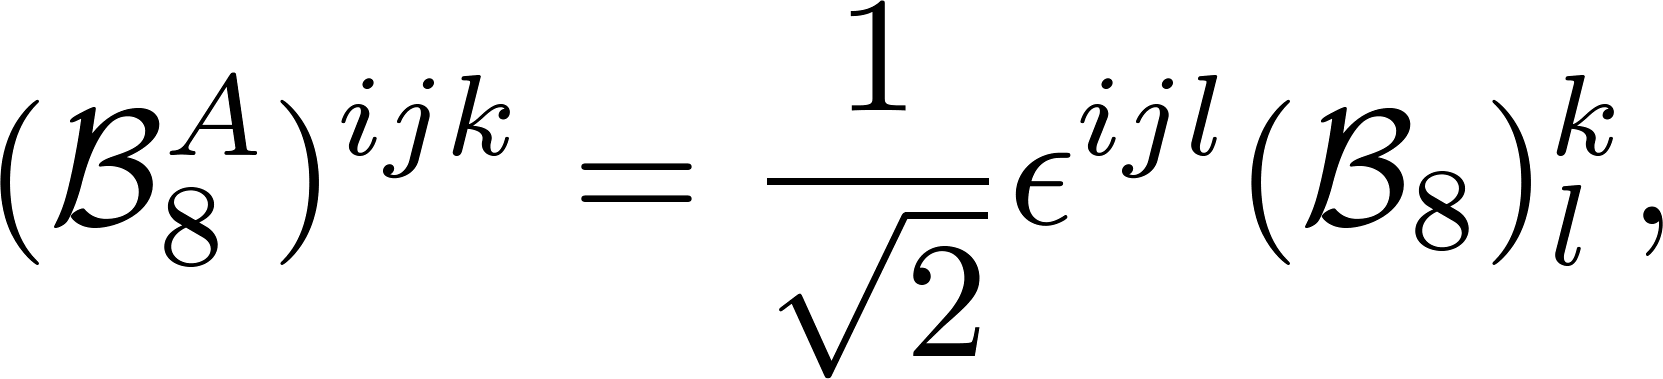 $(\mathcal{B}_8^A)^{ijk} = \frac{1}{\sqrt{2}} \epsilon^{ijl} (\mathcal{B}_8)_l^k,$